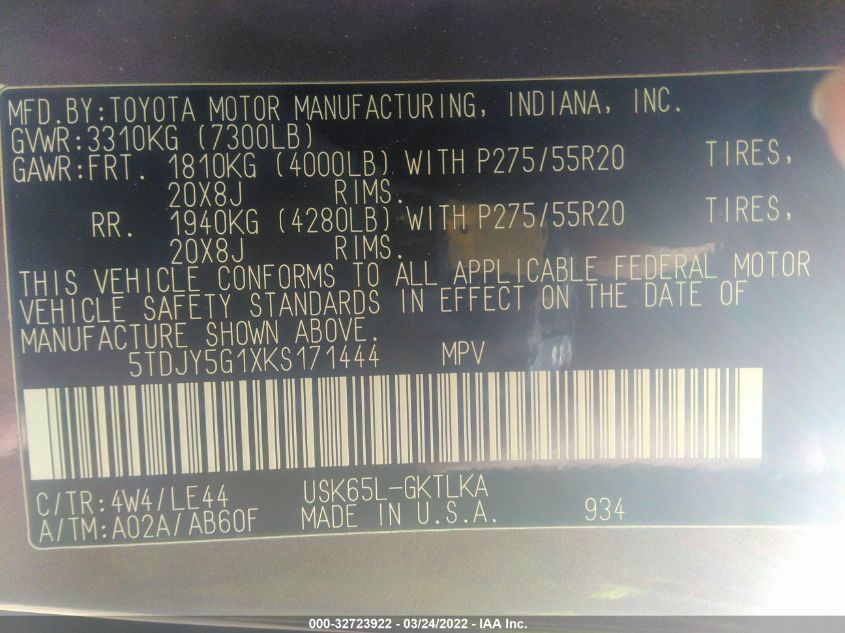 MFD.BY:TOYOTA MOTOR MANUFACTURING, INDIANA, INC.
GVWR:3310KG (7300LB)
GAWR:FRT. 1810KG (4000LB) WITH P275/55R20 TIRES,
20X8J RIMS.
RR. 1940KG (4280LB) WITH P275/55R20 TIRES,
20X8J RIMS.
THIS VEHICLE CONFORMS TO ALL APPLICABLE FEDERAL MOTOR
VEHICLE SAFETY STANDARDS IN EFFECT ON THE DATE OF
MANUFACTURE SHOWN ABOVE.
5TDJY5G1XKS171444 MPV
C/TR:4W4/LE44 USK65L-GKTLKA
A/TM:A02A/AB60F MADE IN U.S.A. 934
000-32723922 - 03/24/2022 - IAA Inc.